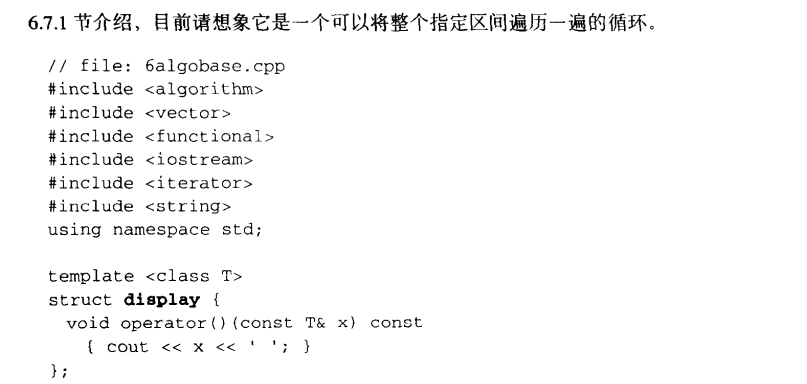 6.7.1 节介绍，目前请想象它是一个可以将整个指定区间遍历一遍的循环。
// file: 6algobase.cpp
#include <algorithm>
#include <vector>
#include <functional>
#include <iostream>
#include <iterator>
#include <string>
using namespace std;
template <class T>
struct display {
void operator()(const T& x) const
{ cout << x << ' '; }
};